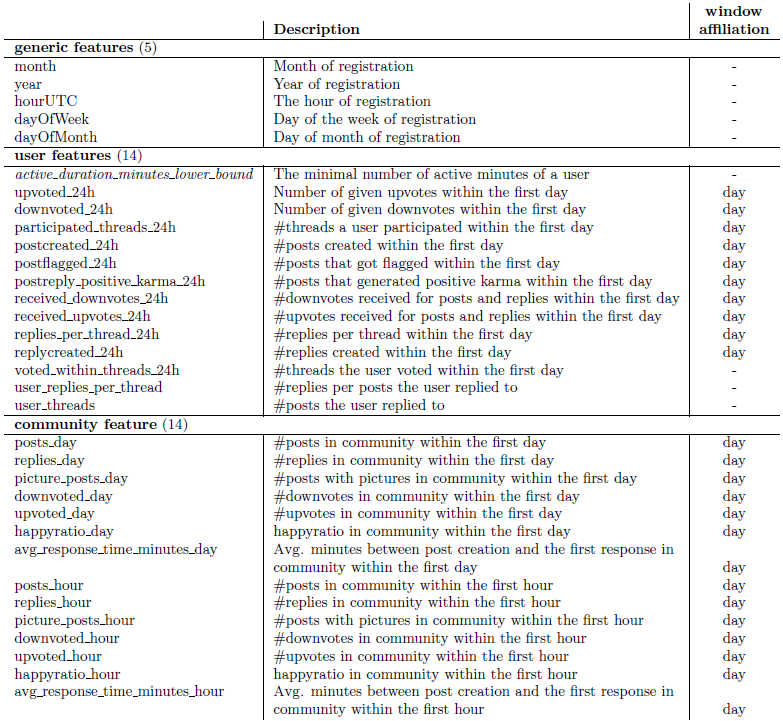 window
Description affiliation
generic features (5)
month Month of registration -
year Year of registration -
hourUTC The hour of registration -
dayOfWeek Day of the week of registration -
dayOfMonth Day of month of registration -
user features (14)
active_duration_minutes_lower_bound The minimal number of active minutes of a user -
upvoted_24h Number of given upvotes within the first day day
downvoted_24h Number of given downvotes within the first day day
participated_threads_24h #threads a user participated within the first day day
postcreated_24h #posts created within the first day day
postflagged_24h #posts that got flagged within the first day day
postreply_positive_karma_24h #posts that generated positive karma within the first day day
received_downvotes_24h #downvotes received for posts and replies within the first day day
received_upvotes_24h #upvotes received for posts and replies within the first day day
replies_per_thread_24h #replies per thread within the first day day
replycreated_24h #replies created within the first day day
voted_within_threads_24h #threads the user voted within the first day -
user_replies_per_thread #replies per posts the user replied to -
user_threads #posts the user replied to -
community feature (14)
posts_day #posts in community within the first day day
replies_day #replies in community within the first day day
picture_posts_day #posts with pictures in community within the first day day
downvoted_day #downvotes in community within the first day day
upvoted_day #upvotes in community within the first day day
happyratio_day happyratio in community within the first day day
avg_response_time_minutes_day Avg. minutes between post creation and the first response in
community within the first day day
posts_hour #posts in community within the first hour day
replies_hour #replies in community within the first hour day
picture_posts_hour #posts with pictures in community within the first hour day
downvoted_hour #downvotes in community within the first hour day
upvoted_hour #upvotes in community within the first hour day
happyratio_hour happyratio in community within the first hour day
avg_response_time_minutes_hour Avg. minutes between post creation and the first response in
community within the first hour day